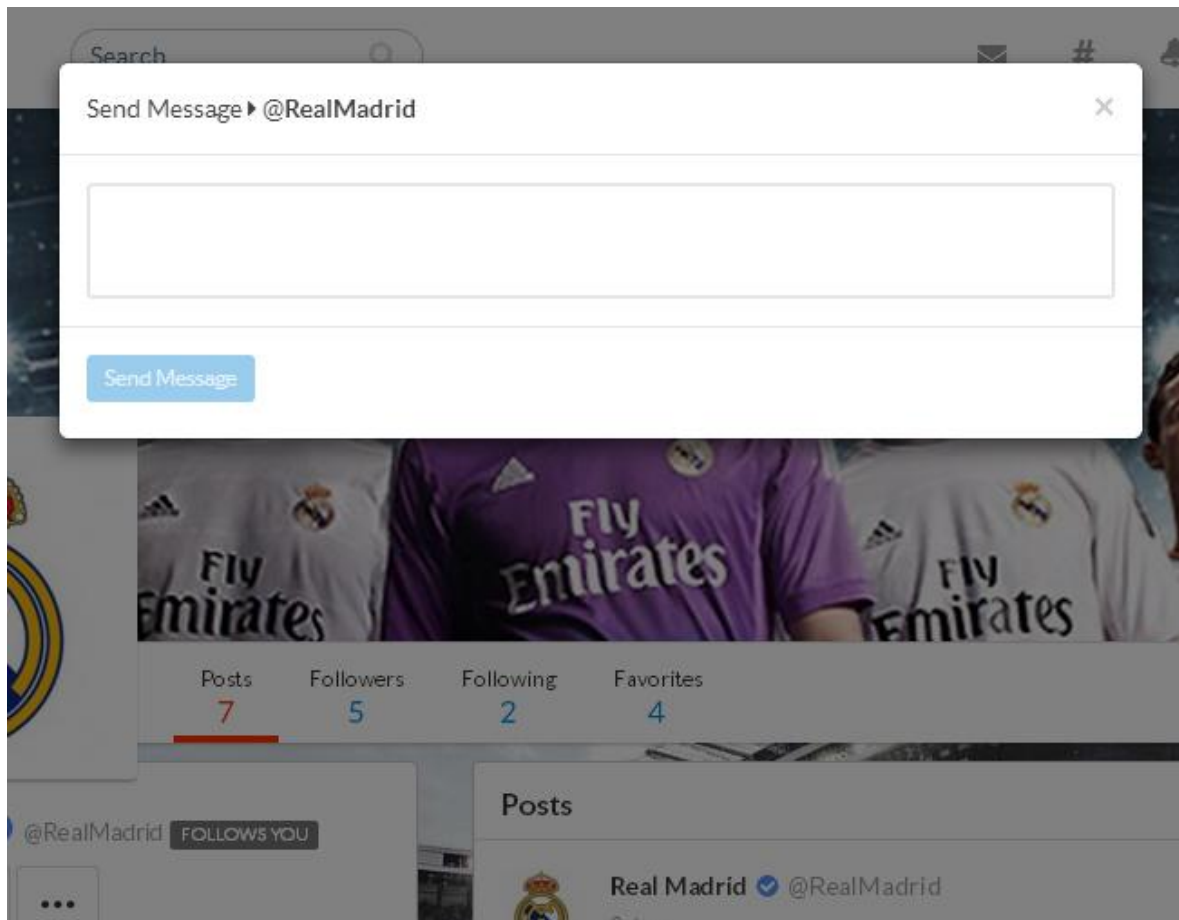 Search
#
Send Message @RealMadrid
×
Send Message
Fly
Emirates
Fly
Emirates
Fly
Emirates
Posts Followers Following Favorites
7 5 2 4
@RealMadrid FOLLOWS YOU
•••
Posts
Real Madrid @RealMadrid